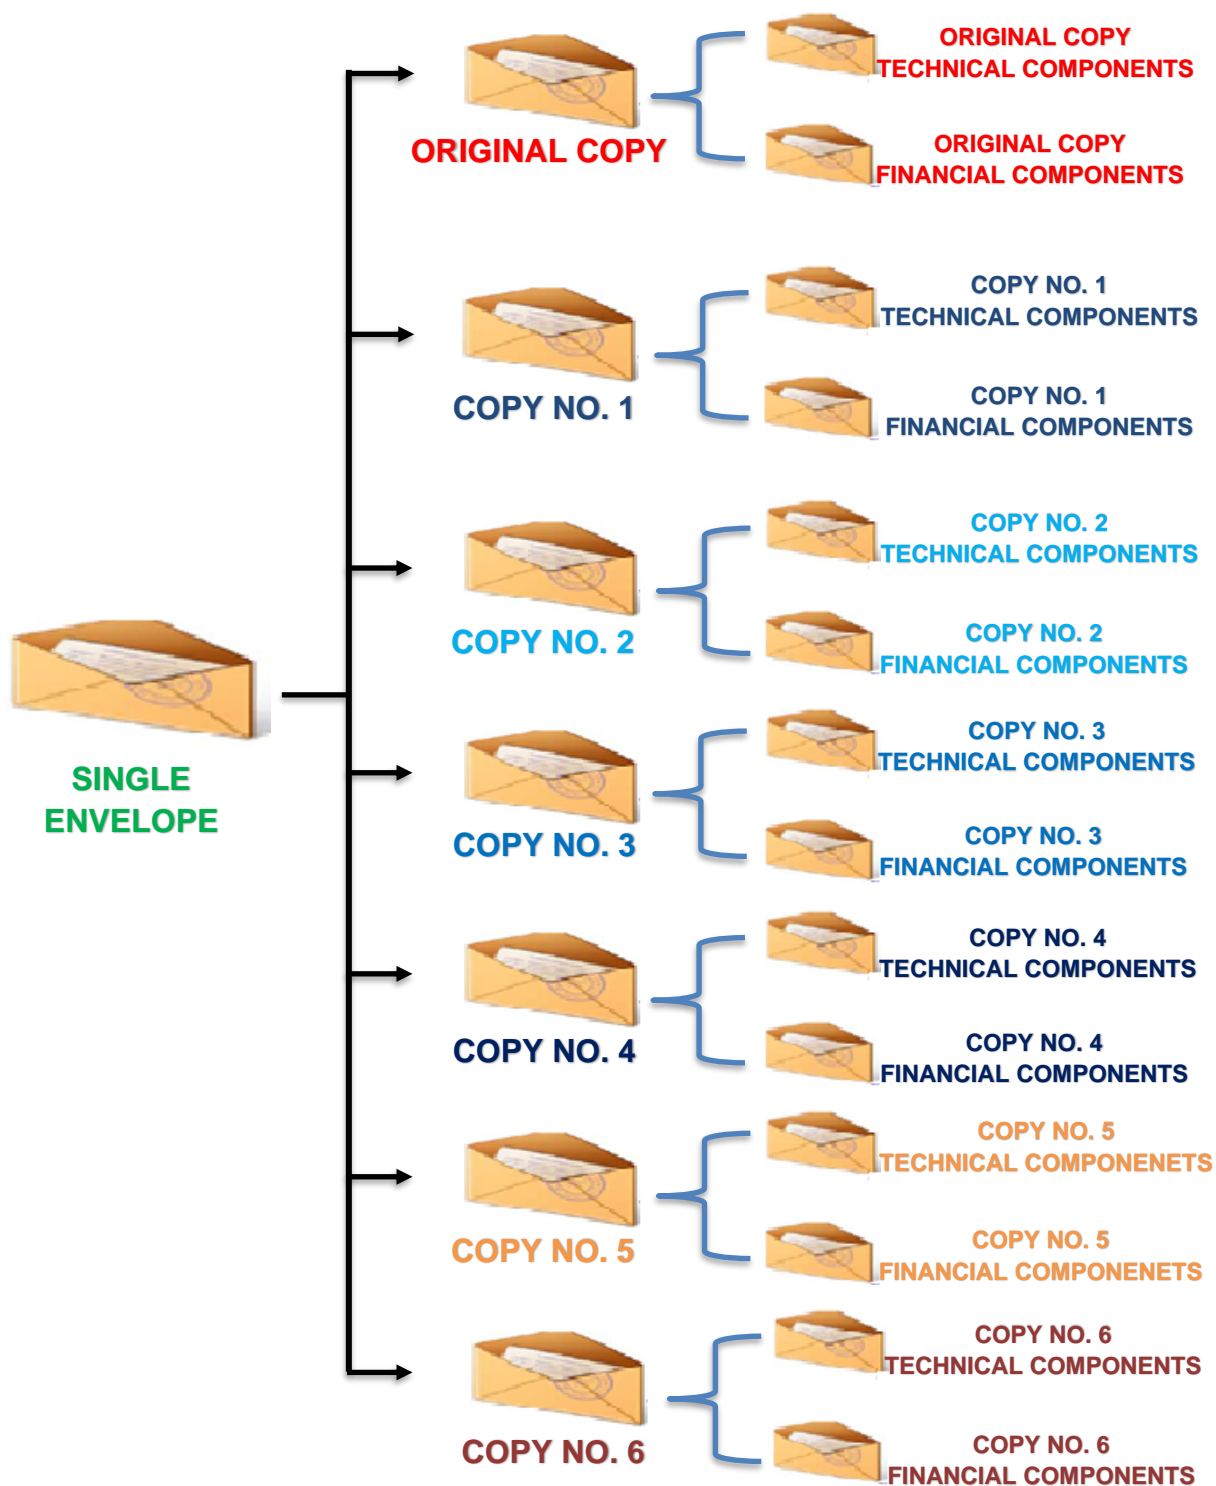 ORIGINAL COPY
TECHNICAL COMPONENTS
ORIGINAL COPY
ORIGINAL COPY
FINANCIAL COMPONENTS
COPY NO. 1
TECHNICAL COMPONENTS
COPY NO. 1
COPY NO. 1
FINANCIAL COMPONENTS
COPY NO. 2
TECHNICAL COMPONENTS
COPY NO. 2
COPY NO. 2
FINANCIAL COMPONENTS
SINGLE
ENVELOPE
COPY NO. 3
TECHNICAL COMPONENTS
COPY NO. 3
COPY NO. 3
FINANCIAL COMPONENTS
COPY NO. 4
TECHNICAL COMPONENTS
COPY NO. 4
COPY NO. 4
FINANCIAL COMPONENTS
COPY NO. 5
TECHNICAL COMPONENETS
COPY NO. 5
COPY NO. 5
FINANCIAL COMPONENETS
COPY NO. 6
TECHNICAL COMPONENTS
COPY NO. 6
COPY NO. 6
FINANCIAL COMPONENTS